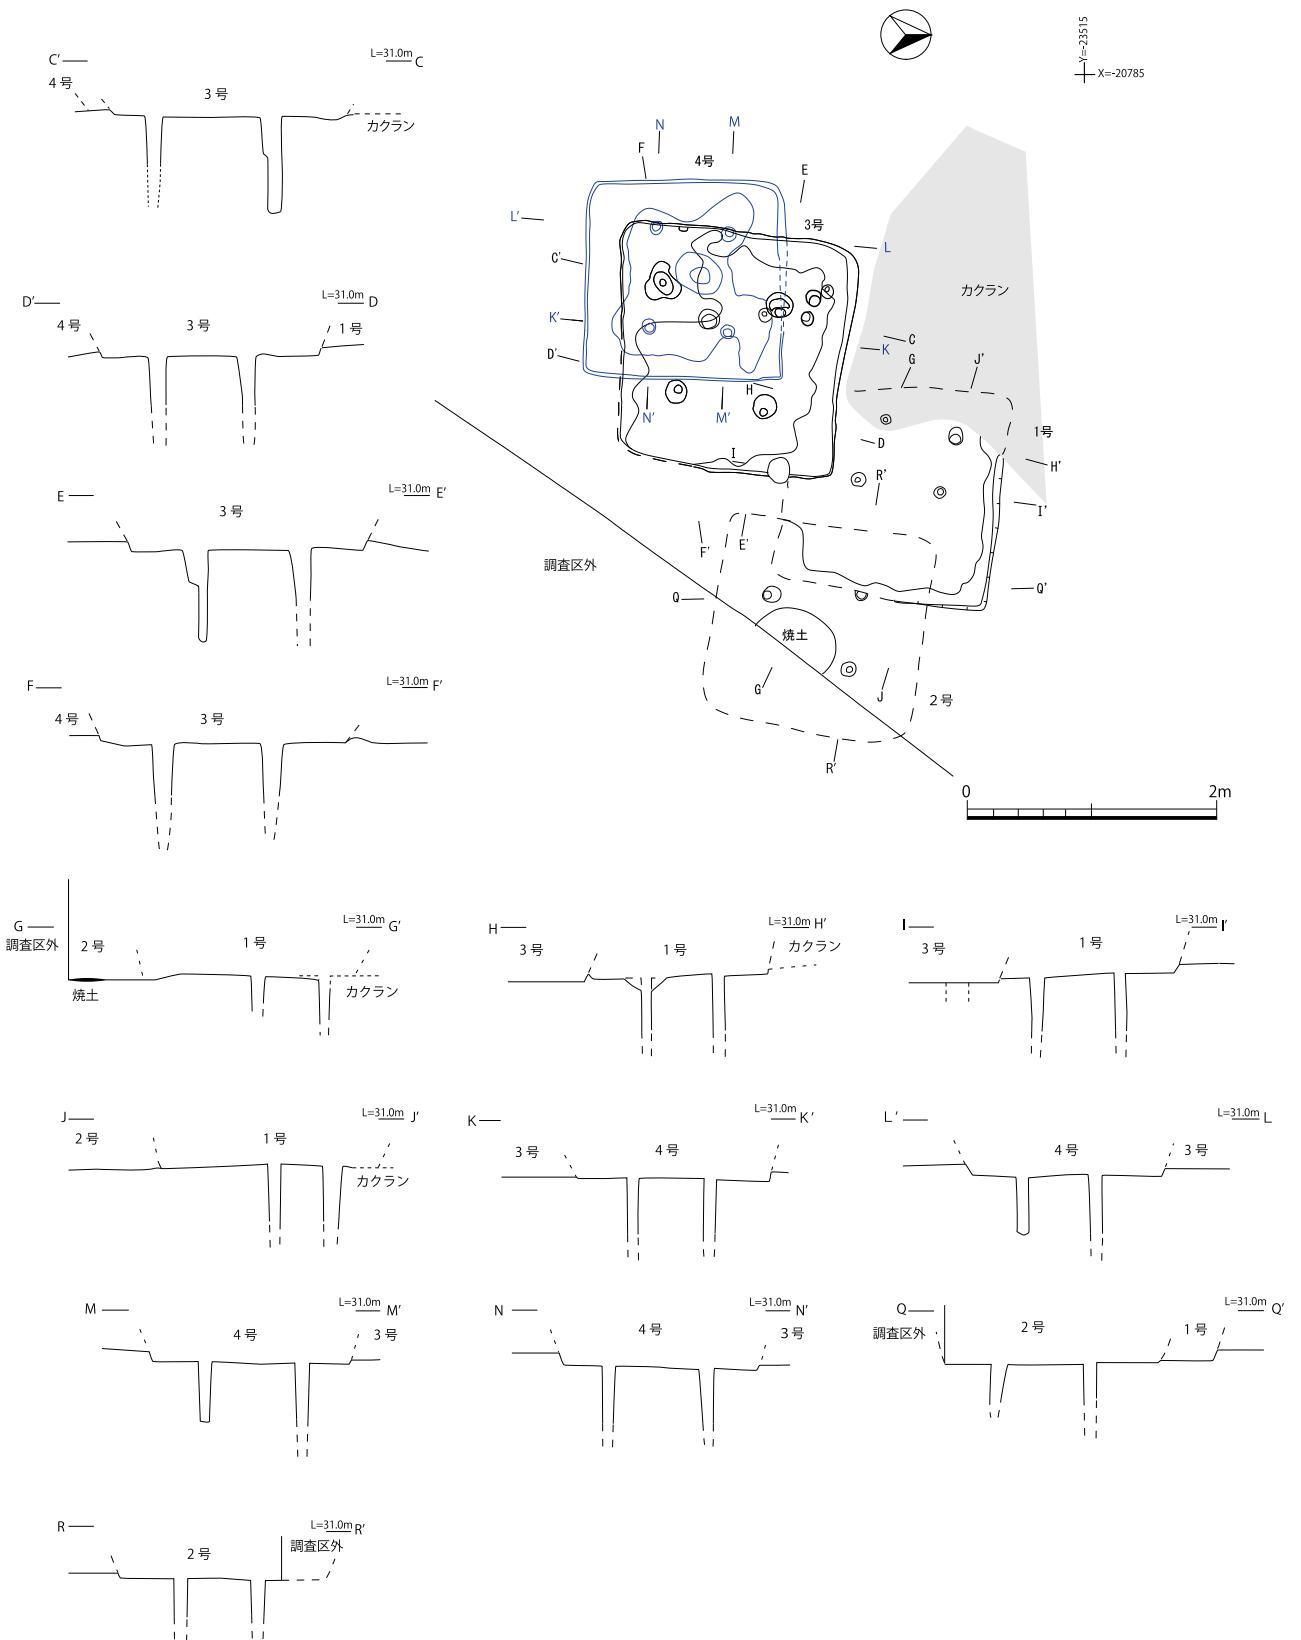 C' L=31.0m C
4号 3号
カクラン
D' L=31.0m D
4号 3号 1号
E L=31.0m E'
3号
F L=31.0m F'
4号 3号
Y=-23515
X=-20785
N M
F 4号 E
L' 3号 L
C'
カクラン
K' C
D' K G J'
H
N' M' 1号
I D H'
R' I'
F' E'
調査区外
Q Q'
焼土
G J 2号
R'
0 2m
G L=31.0m G'
調査区外 2号 1号
焼土 カクラン
H L=31.0m H'
3号 1号 カクラン
I L=31.0m I'
3号 1号
J L=31.0m J'
2号 1号
カクラン
K L=31.0m K'
3号 4号
L' L=31.0m L
4号 3号
M L=31.0m M'
4号 3号
N L=31.0m N'
4号 3号
Q L=31.0m Q'
調査区外 2号 1号
R L=31.0m R'
2号 調査区外